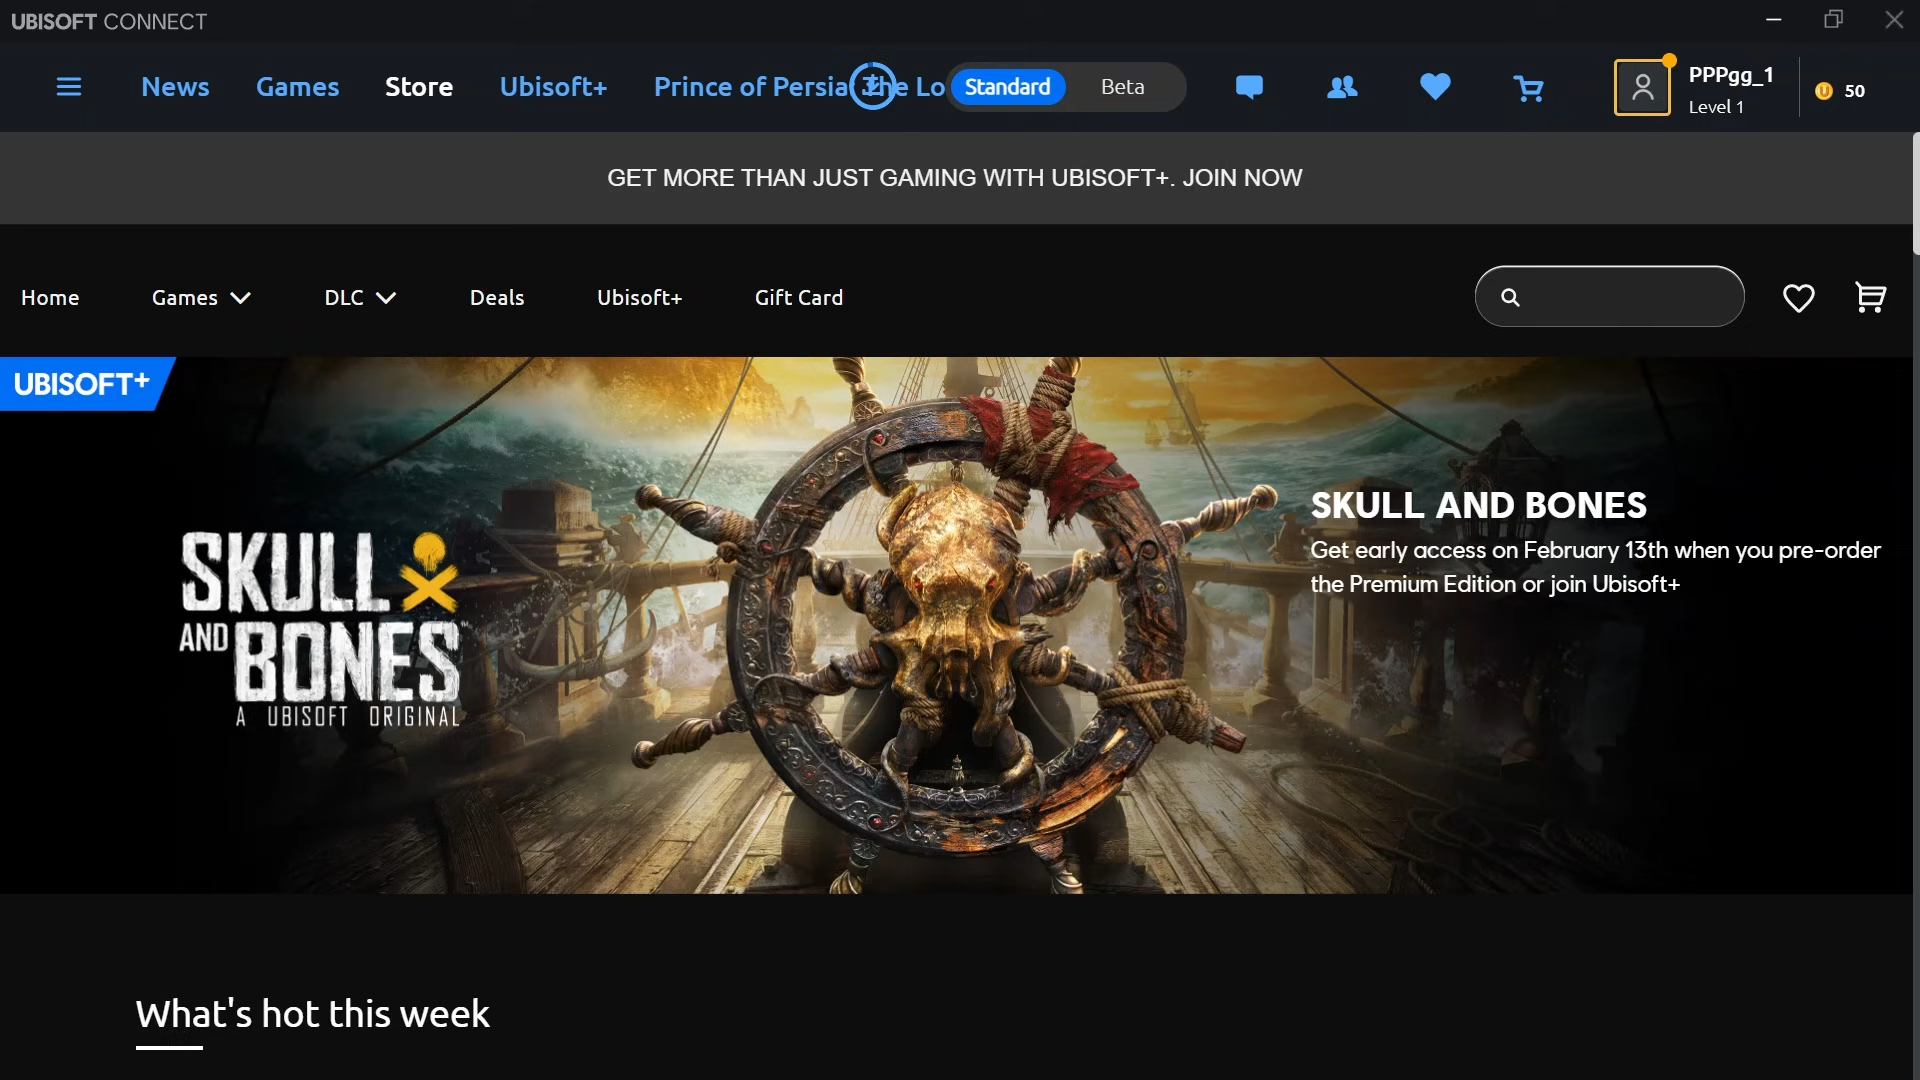 UBISOFT CONNECT
News
Games
Store
Ubisoft+
Prince of Persia The Lo
Standard
Beta
PPPgg_1
Level 1
50
GET MORE THAN JUST GAMING WITH UBISOFT+. JOIN NOW
Home
Games
DLC
Deals
Ubisoft+
Gift Card
UBISOFT+
SKULL
AND BONES
A UBISOFT ORIGINAL
SKULL AND BONES
Get early access on February 13th when you pre-order
the Premium Edition or join Ubisoft+
What's hot this week